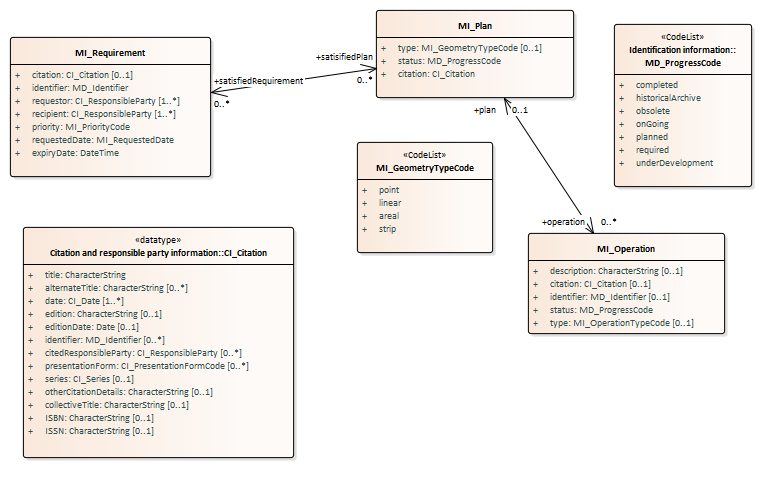 MI_Requirement
+ citation: CI_Citation [0..1]
+ identifier: MD_Identifier
+ requestor: CI_ResponsibleParty [1..*]
+ recipient: CI_ResponsibleParty [1..*]
+ priority: MI_PriorityCode
+ requestedDate: MI_RequestedDate
+ expiryDate: DateTime
+satisifiedPlan
0..*
+satisfiedRequirement
0..*
MI_Plan
+ type: MI_GeometryTypeCode [0..1]
+ status: MD_ProgressCode
+ citation: CI_Citation
+plan
0..1
«CodeList»
Identification information::
MD_ProgressCode
+ completed
+ historicalArchive
+ obsolete
+ onGoing
+ planned
+ required
+ underDevelopment
«CodeList»
MI_GeometryTypeCode
+ point
+ linear
+ areal
+ strip
+operation
0..*
MI_Operation
+ description: CharacterString [0..1]
+ citation: CI_Citation [0..1]
+ identifier: MD_Identifier [0..1]
+ status: MD_ProgressCode
+ type: MI_OperationTypeCode [0..1]
«datatype»
Citation and responsible party information::CI_Citation
+ title: CharacterString
+ alternateTitle: CharacterString [0..*]
+ date: CI_Date [1..*]
+ edition: CharacterString [0..1]
+ editionDate: Date [0..1]
+ identifier: MD_Identifier [0..*]
+ citedResponsibleParty: CI_ResponsibleParty [0..*]
+ presentationForm: CI_PresentationFormCode [0..*]
+ series: CI_Series [0..1]
+ otherCitationDetails: CharacterString [0..1]
+ collectiveTitle: CharacterString [0..1]
+ ISBN: CharacterString [0..1]
+ ISSN: CharacterString [0..1]